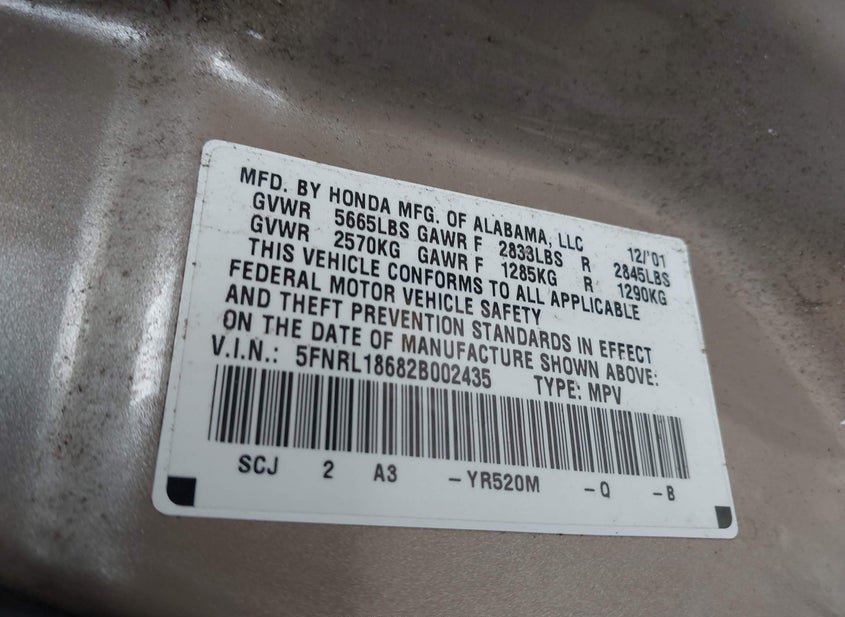 MFD. BY HONDA MFG. OF ALABAMA, LLC 12/'01
GVWR 5665LBS GAWR F 2833LBS R 2845LBS
GVWR 2570KG GAWR F 1285KG R 1290KG
THIS VEHICLE CONFORMS TO ALL APPLICABLE
FEDERAL MOTOR VEHICLE SAFETY
AND THEFT PREVENTION STANDARDS IN EFFECT
ON THE DATE OF MANUFACTURE SHOWN ABOVE:
V.I.N.: 5FNRL18682B002435 TYPE: MPV
SCJ 2 A3 -YR520M -Q -B